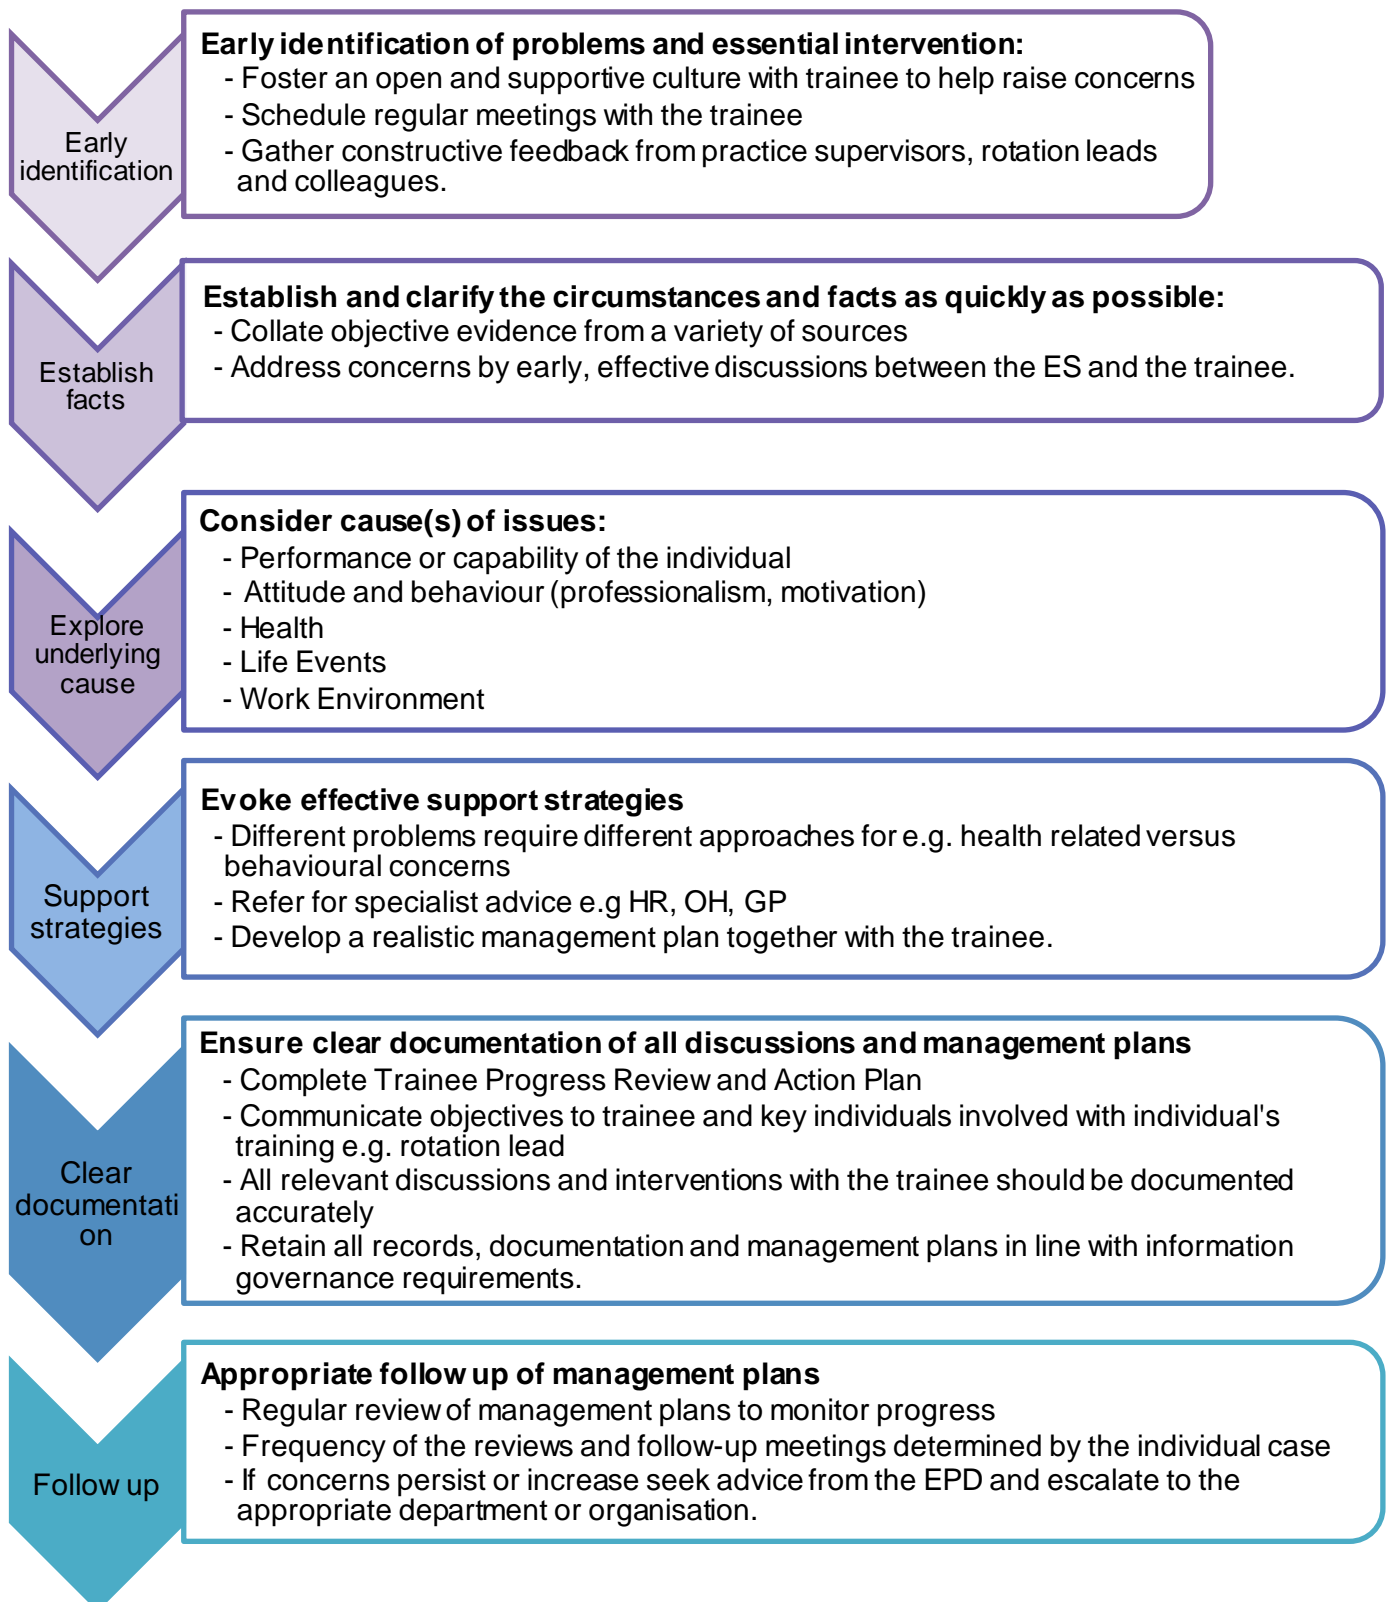 Early
identification
Early identification of problems and essential intervention:
- Foster an open and supportive culture with trainee to help raise concerns
- Schedule regular meetings with the trainee
- Gather constructive feedback from practice supervisors, rotation leads
and colleagues.
Establish
facts
Establish and clarify the circumstances and facts as quickly as possible:
- Collate objective evidence from a variety of sources
- Address concerns by early, effective discussions between the ES and the trainee.
Explore
underlying
cause
Consider cause(s) of issues:
- Performance or capability of the individual
- Attitude and behaviour (professionalism, motivation)
- Health
- Life Events
- Work Environment
Support
strategies
Evoke effective support strategies
- Different problems require different approaches for e.g. health related versus
behavioural concerns
- Refer for specialist advice e.g HR, OH, GP
- Develop a realistic management plan together with the trainee.
Clear
documentati
on
Ensure clear documentation of all discussions and management plans
- Complete Trainee Progress Review and Action Plan
- Communicate objectives to trainee and key individuals involved with individual's
training e.g. rotation lead
- All relevant discussions and interventions with the trainee should be documented
accurately
- Retain all records, documentation and management plans in line with information
governance requirements.
Follow up
Appropriate follow up of management plans
- Regular review of management plans to monitor progress
- Frequency of the reviews and follow-up meetings determined by the individual case
- If concerns persist or increase seek advice from the EPD and escalate to the
appropriate department or organisation.